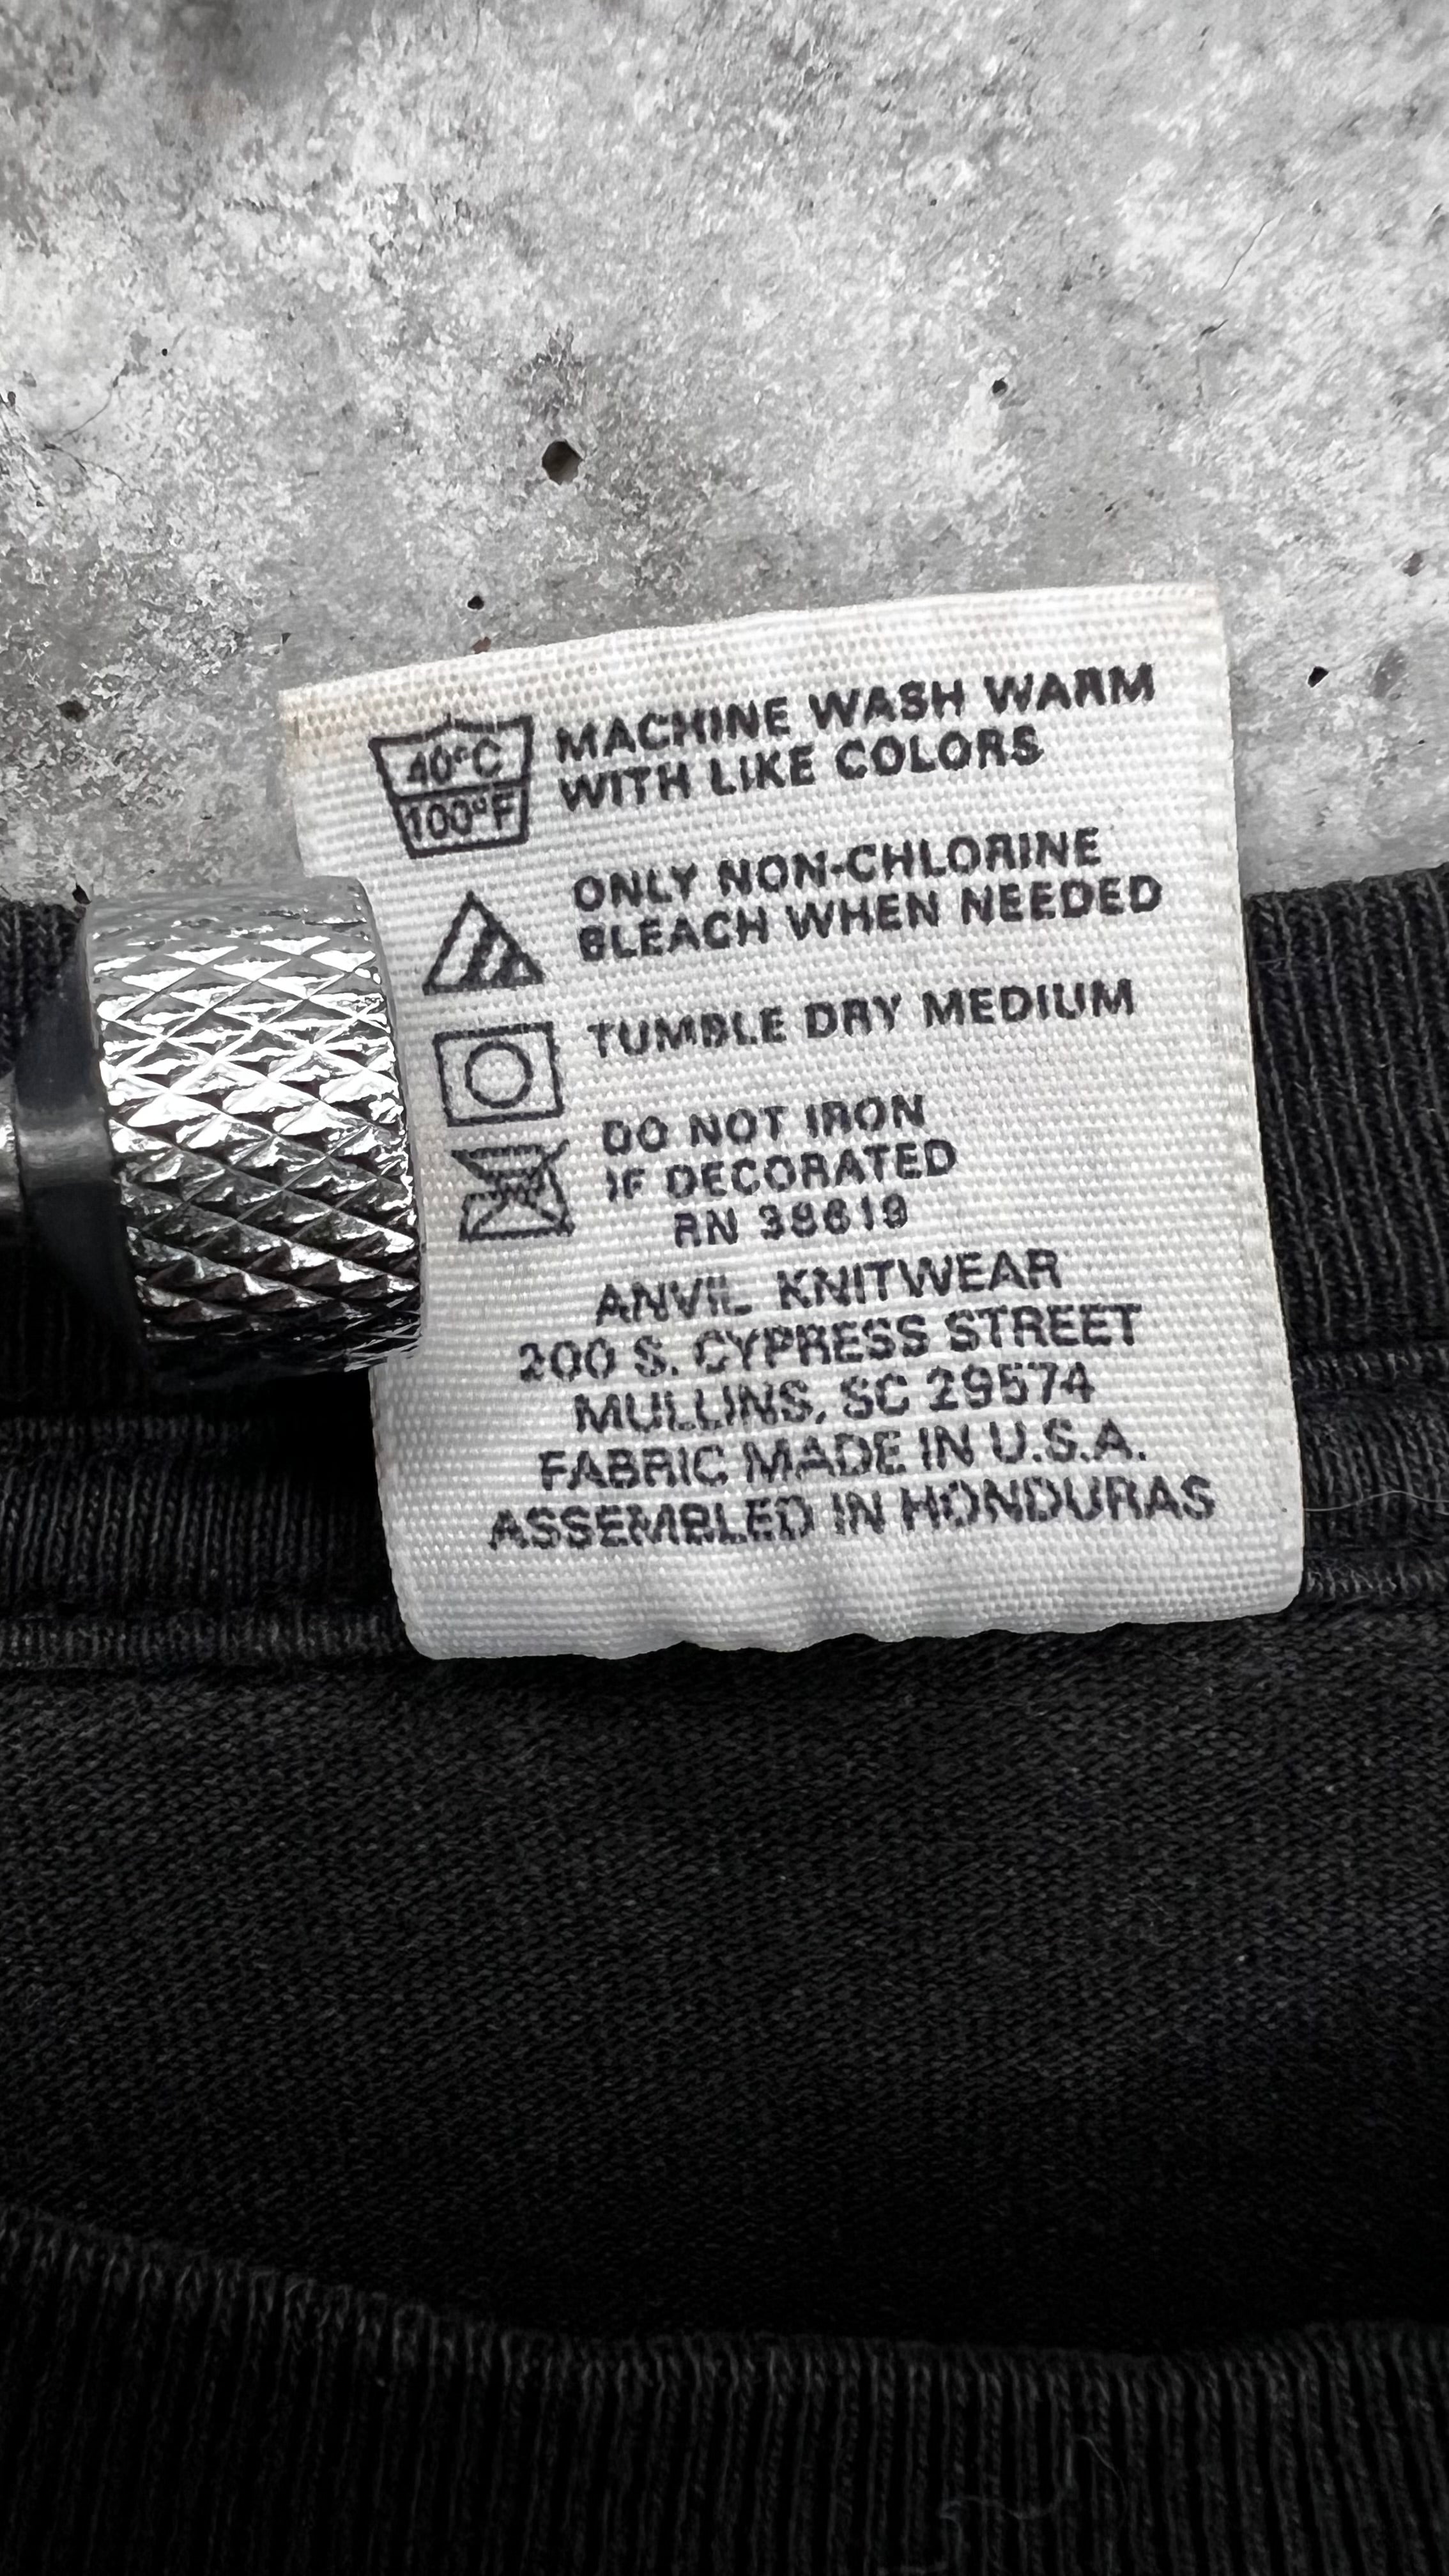 40°C
100°F
MACHINE WASH WARM
WITH LIKE COLORS
ONLY NON-CHLORINE
BLEACH WHEN NEEDED
TUMBLE DRY MEDIUM
DO NOT IRON
IF DECORATED
RN 38619
ANVIL KNITWEAR
200 S. CYPRESS STREET
MULLINS, SC 29574
FABRIC MADE IN U.S.A.
ASSEMBLED IN HONDURAS